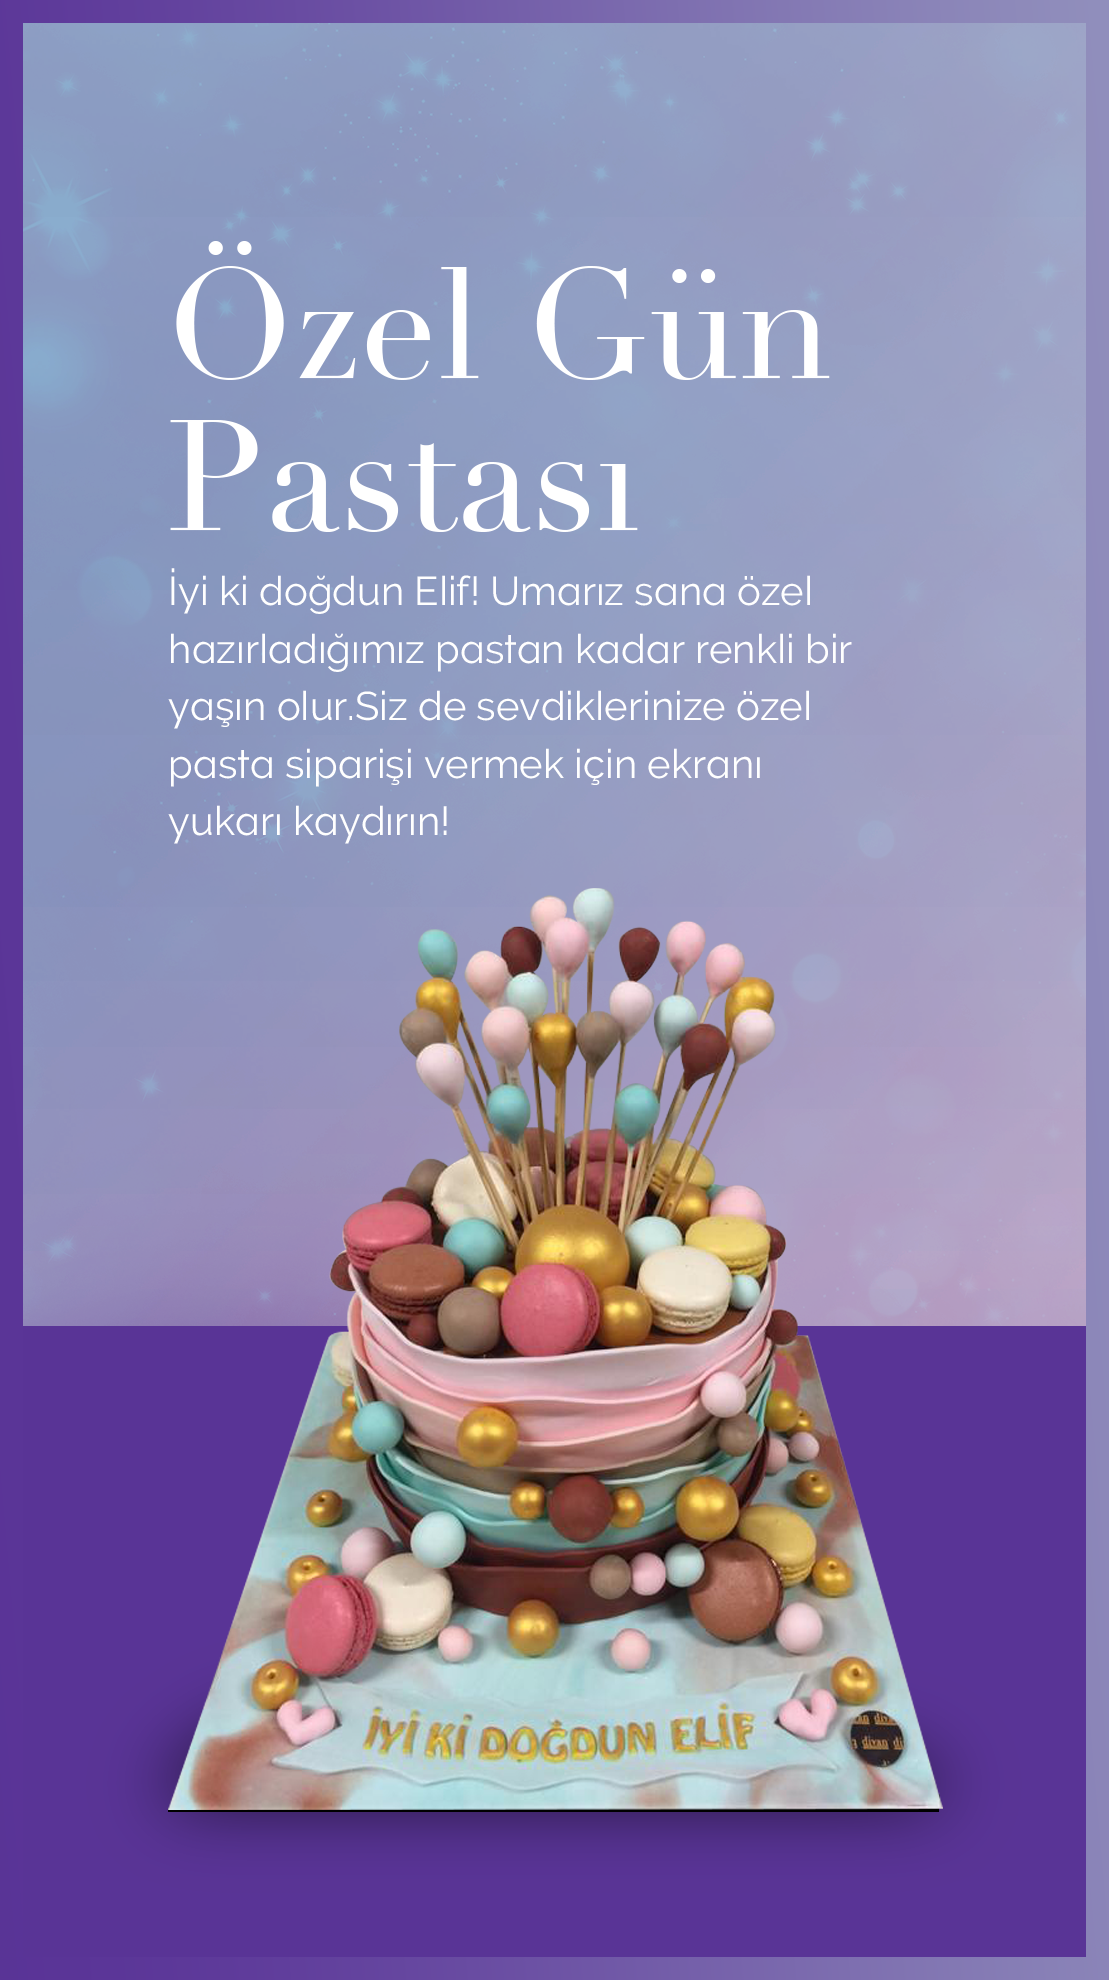 Özel Gün
Pastası
İyi ki doğdun Elif! Umarız sana özel
hazırladığımız pastan kadar renkli bir
yaşın olur.Siz de sevdiklerinize özel
pasta siparişi vermek için ekranı
yukarı kaydırın!
İYİ Kİ DOĞDUN ELİF
divan